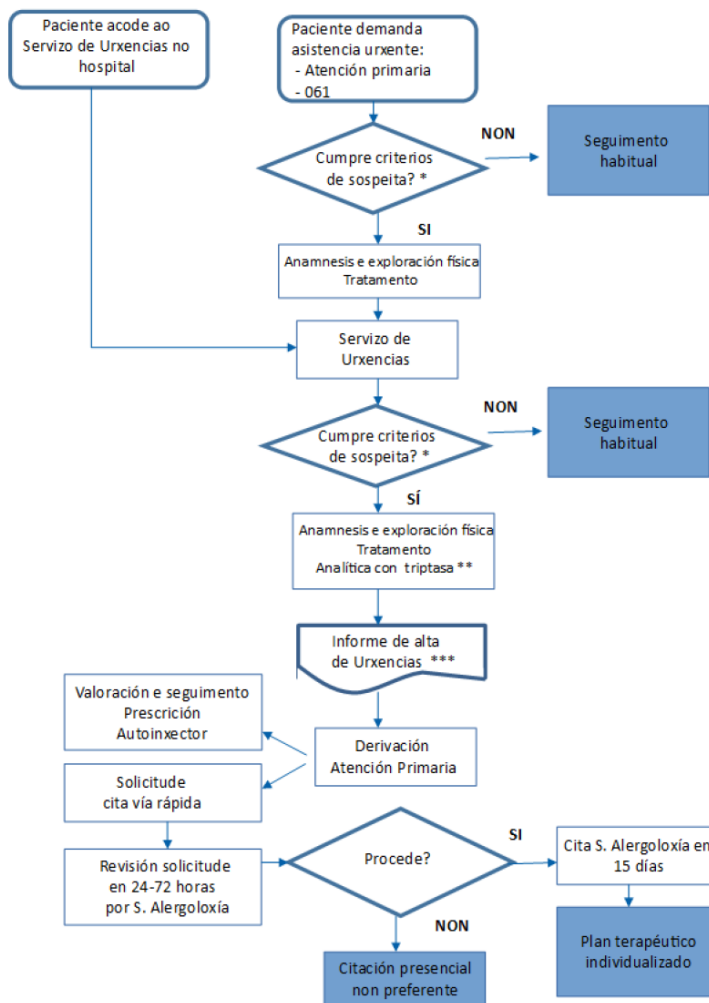 Paciente acode ao
Servizo de Urxencias no
hospital
Paciente demanda
asistencia urxente:
- Atención primaria
- 061
Cumpre criterios
de sospeita? *
NON
Seguimento
habitual
SI
Anamnesis e exploración física
Tratamento
Servizo de
Urxencias
Cumpre criterios
de sospeita? *
NON
Seguimento
habitual
SÍ
Anamnesis e exploración física
Tratamento
Analítica con triptasa **
Informe de alta
de Urxencias ***
Valoración e seguimento
Prescrición
Autoinxector
Derivación
Atención Primaria
Solicitude
cita vía rápida
Revisión solicitude
en 24-72 horas
por S. Alergoloxía
Procede?
SI
Cita S. Alergoloxía en
15 días
NON
Citación presencial
non preferente
Plan terapéutico
individualizado